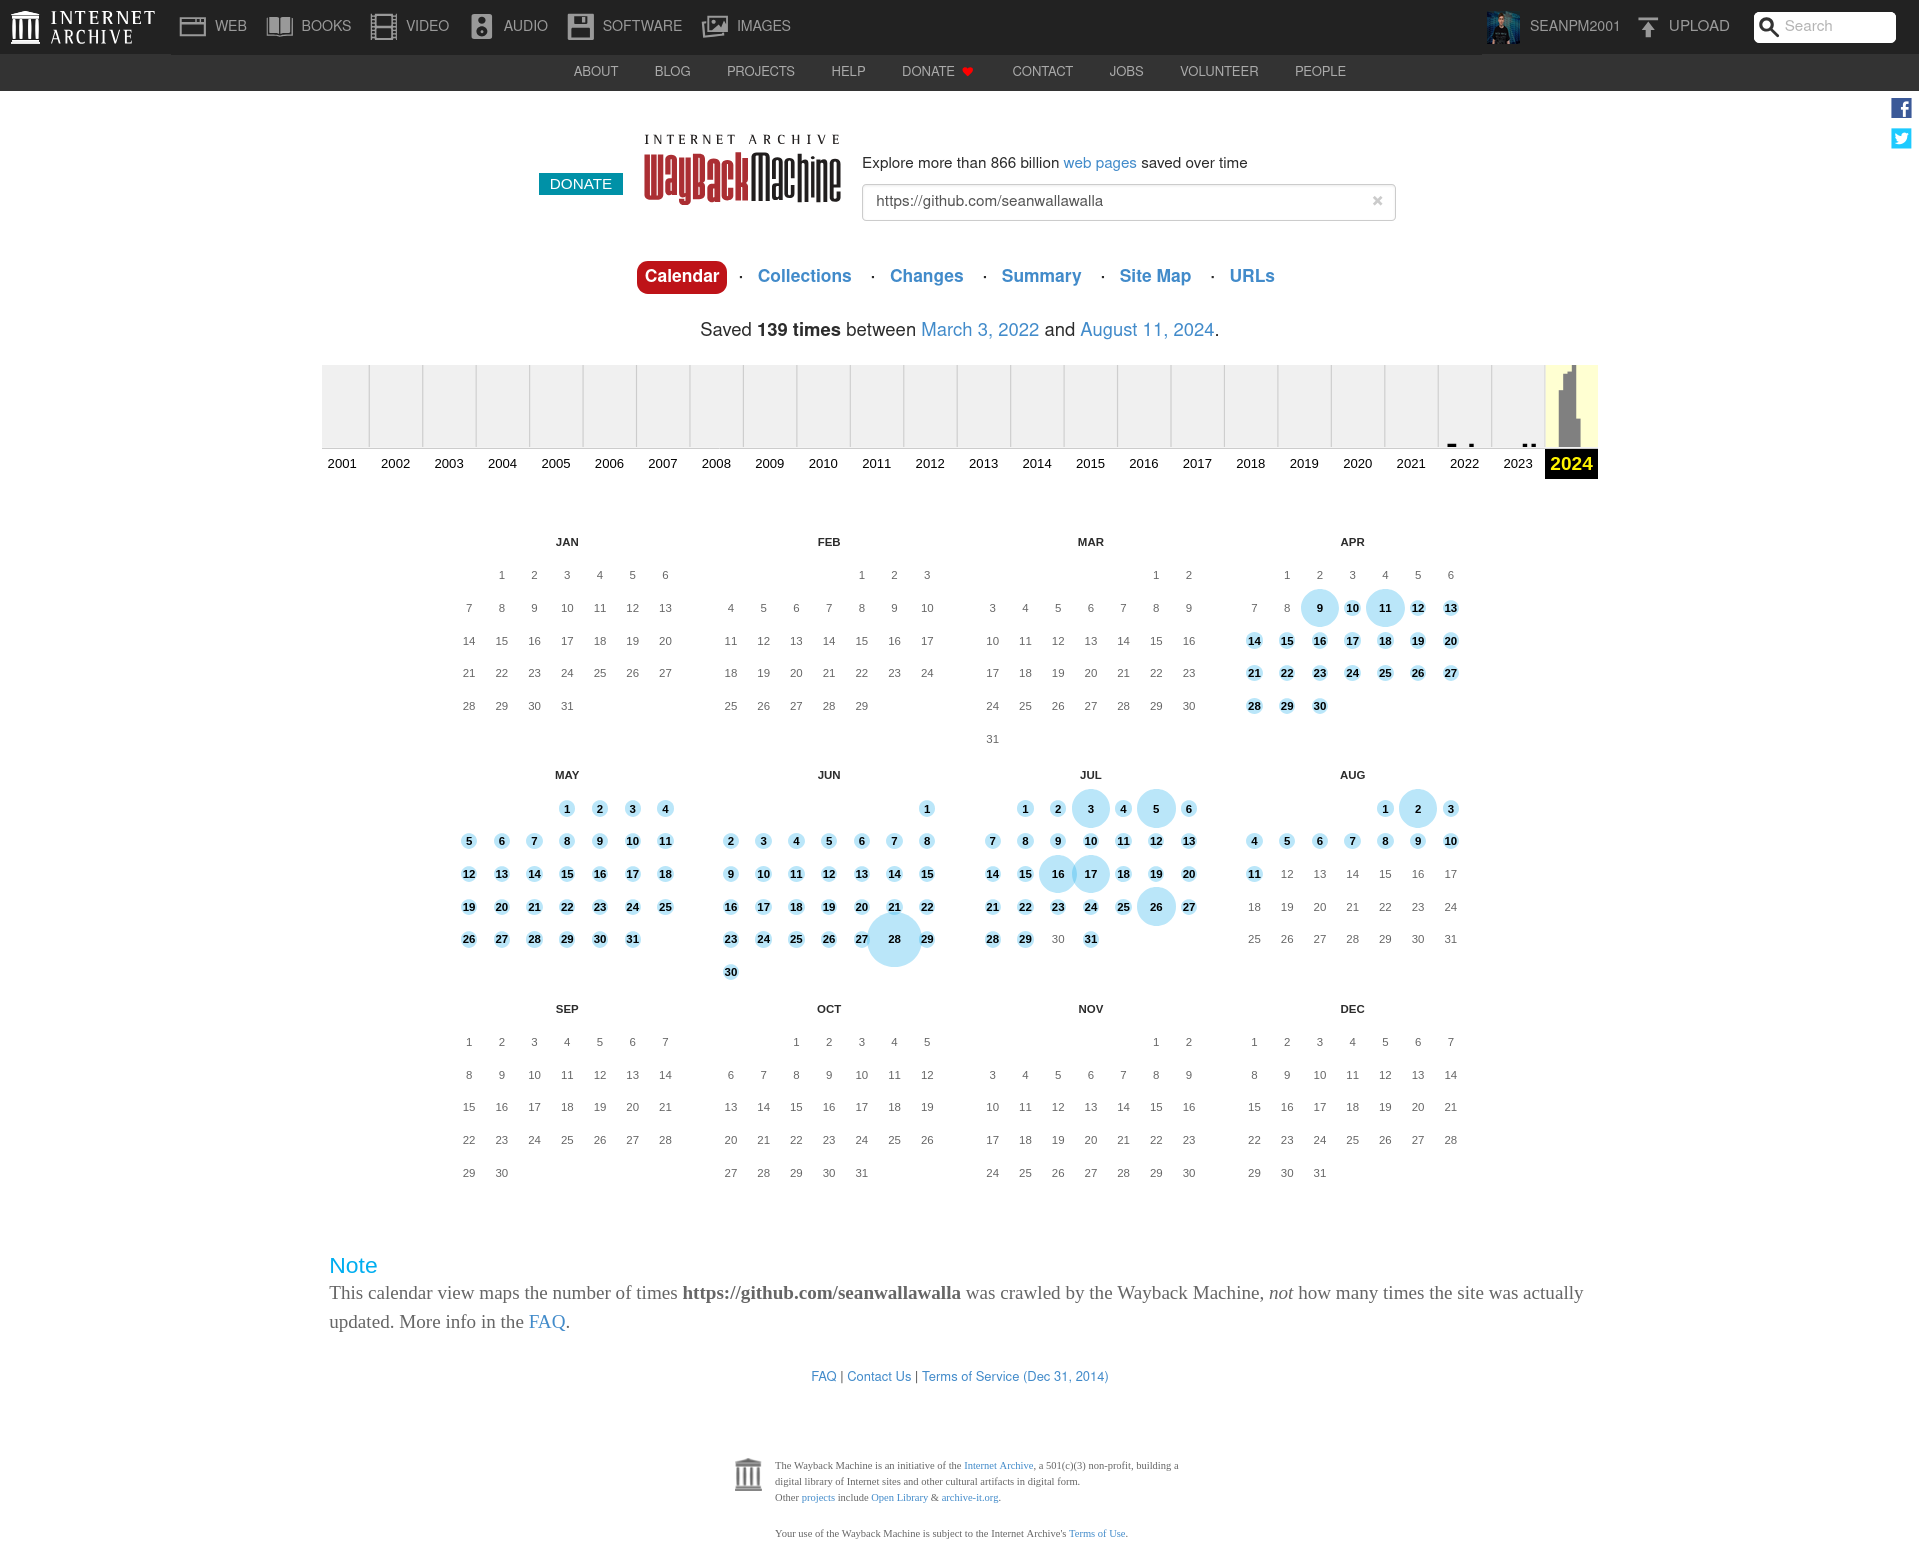 INTERNET ARCHIVE
WEB BOOKS VIDEO AUDIO SOFTWARE IMAGES SEANPM2001 UPLOAD Search
ABOUT BLOG PROJECTS HELP DONATE CONTACT JOBS VOLUNTEER PEOPLE
INTERNET ARCHIVE
WayBackMachine
DONATE
Explore more than 866 billion web pages saved over time
https://github.com/seanwallawalla ×
Calendar · Collections · Changes · Summary · Site Map · URLs
Saved 139 times between March 3, 2022 and August 11, 2024.
2001 2002 2003 2004 2005 2006 2007 2008 2009 2010 2011 2012 2013 2014 2015 2016 2017 2018 2019 2020 2021 2022 2023 2024
JAN
1 2 3 4 5 6
7 8 9 10 11 12 13
14 15 16 17 18 19 20
21 22 23 24 25 26 27
28 29 30 31
FEB
1 2 3
4 5 6 7 8 9 10
11 12 13 14 15 16 17
18 19 20 21 22 23 24
25 26 27 28 29
MAR
1 2
3 4 5 6 7 8 9
10 11 12 13 14 15 16
17 18 19 20 21 22 23
24 25 26 27 28 29 30
31
APR
1 2 3 4 5 6
7 8 9 10 11 12 13
14 15 16 17 18 19 20
21 22 23 24 25 26 27
28 29 30
MAY
1 2 3 4
5 6 7 8 9 10 11
12 13 14 15 16 17 18
19 20 21 22 23 24 25
26 27 28 29 30 31
JUN
1
2 3 4 5 6 7 8
9 10 11 12 13 14 15
16 17 18 19 20 21 22
23 24 25 26 27 28 29
30
JUL
1 2 3 4 5 6
7 8 9 10 11 12 13
14 15 16 17 18 19 20
21 22 23 24 25 26 27
28 29 30 31
AUG
1 2 3
4 5 6 7 8 9 10
11 12 13 14 15 16 17
18 19 20 21 22 23 24
25 26 27 28 29 30 31
SEP
1 2 3 4 5 6 7
8 9 10 11 12 13 14
15 16 17 18 19 20 21
22 23 24 25 26 27 28
29 30
OCT
1 2 3 4 5
6 7 8 9 10 11 12
13 14 15 16 17 18 19
20 21 22 23 24 25 26
27 28 29 30 31
NOV
1 2
3 4 5 6 7 8 9
10 11 12 13 14 15 16
17 18 19 20 21 22 23
24 25 26 27 28 29 30
DEC
1 2 3 4 5 6 7
8 9 10 11 12 13 14
15 16 17 18 19 20 21
22 23 24 25 26 27 28
29 30 31
Note
This calendar view maps the number of times https://github.com/seanwallawalla was crawled by the Wayback Machine, not how many times the site was actually
updated. More info in the FAQ.
FAQ | Contact Us | Terms of Service (Dec 31, 2014)
The Wayback Machine is an initiative of the Internet Archive, a 501(c)(3) non-profit, building a
digital library of Internet sites and other cultural artifacts in digital form.
Other projects include Open Library & archive-it.org.
Your use of the Wayback Machine is subject to the Internet Archive's Terms of Use.